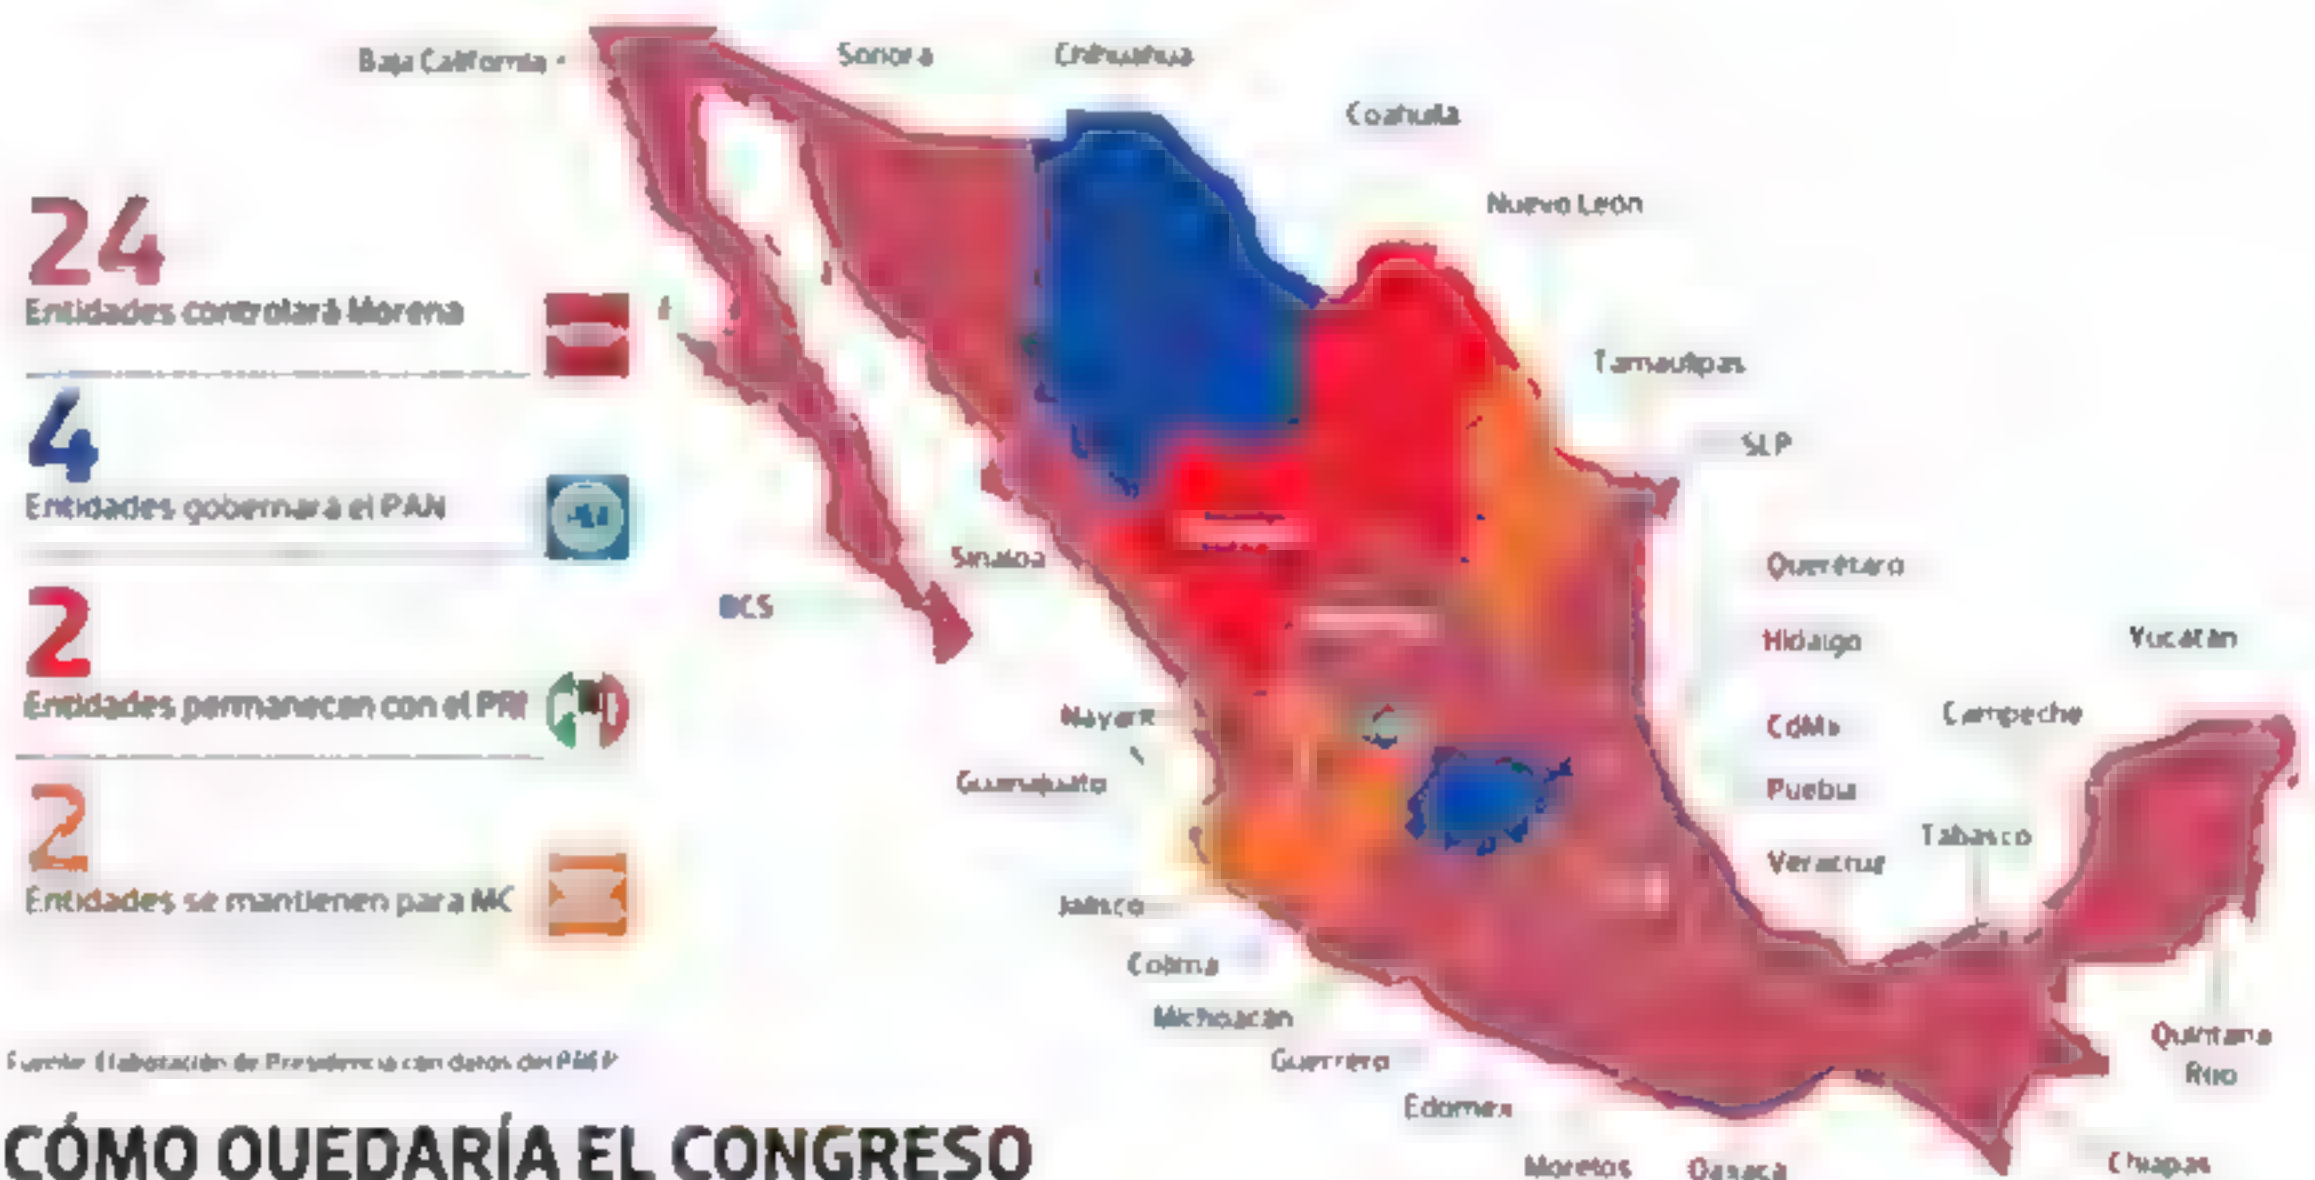 Baja California
Sonora
Chihuahua
Coahuila
Nuevo León
Tamaulipas
SLP
24
Entidades controlará Morena
4
Entidades gobernará el PAN
2
Entidades permanecen con el PRI
2
Entidades se mantienen para MC
Sinaloa
BCS
Querétaro
Hidalgo
Yucatán
Nayarit
CdMx
Campeche
Guanajuato
Puebla
Tabasco
Veracruz
Jalisco
Colima
Michoacán
Guerrero
Edomex
Morelos
Oaxaca
Quintana
Roo
Chiapas
Fuente: Elaboración de Presidencia con datos del PREP
CÓMO QUEDARÍA EL CONGRESO